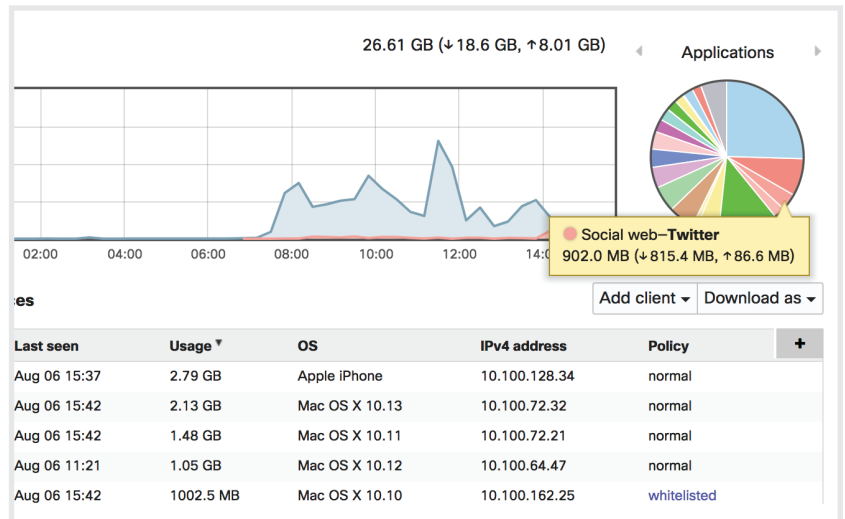 26.61 GB (↓18.6 GB, ↑8.01 GB)
Applications
Social web–Twitter
902.0 MB (↓815.4 MB, ↑86.6 MB)
02:00 04:00 06:00 08:00 10:00 12:00 14:0
es
Add client Download as
Last seen Usage OS IPv4 address Policy +
Aug 06 15:37 2.79 GB Apple iPhone 10.100.128.34 normal
Aug 06 15:42 2.13 GB Mac OS X 10.13 10.100.72.32 normal
Aug 06 15:42 1.48 GB Mac OS X 10.11 10.100.72.21 normal
Aug 06 11:21 1.05 GB Mac OS X 10.12 10.100.64.47 normal
Aug 06 15:42 1002.5 MB Mac OS X 10.10 10.100.162.25 whitelisted